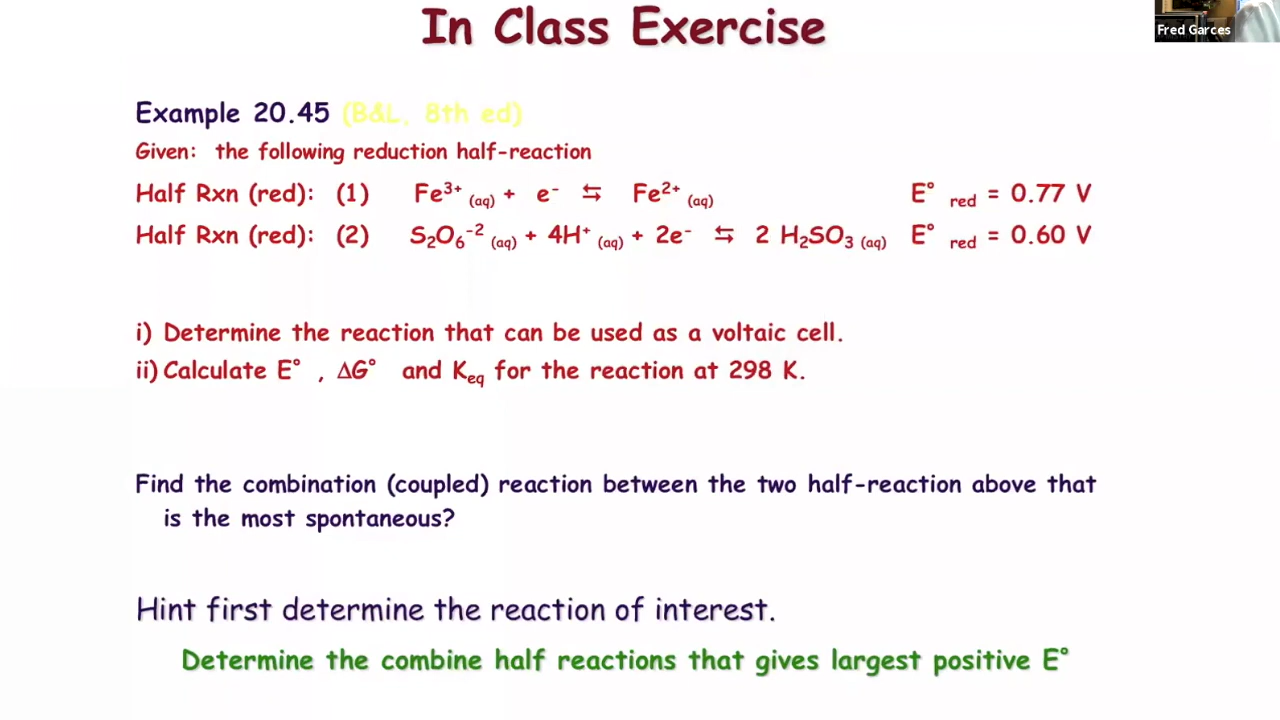 In Class Exercise
Fred Garces
Example 20.45 (B&L, 8th ed)
Given: the following reduction half-reaction
Half Rxn (red): (1) Fe³⁺ (aq) + e⁻ ⇆ Fe²⁺ (aq) E° red = 0.77 V
Half Rxn (red): (2) S₂O₆⁻² (aq) + 4H⁺ (aq) + 2e⁻ ⇆ 2 H₂SO₃ (aq) E° red = 0.60 V
i) Determine the reaction that can be used as a voltaic cell.
ii) Calculate E° , ΔG° and Keq for the reaction at 298 K.
Find the combination (coupled) reaction between the two half-reaction above that
is the most spontaneous?
Hint first determine the reaction of interest.
Determine the combine half reactions that gives largest positive E°